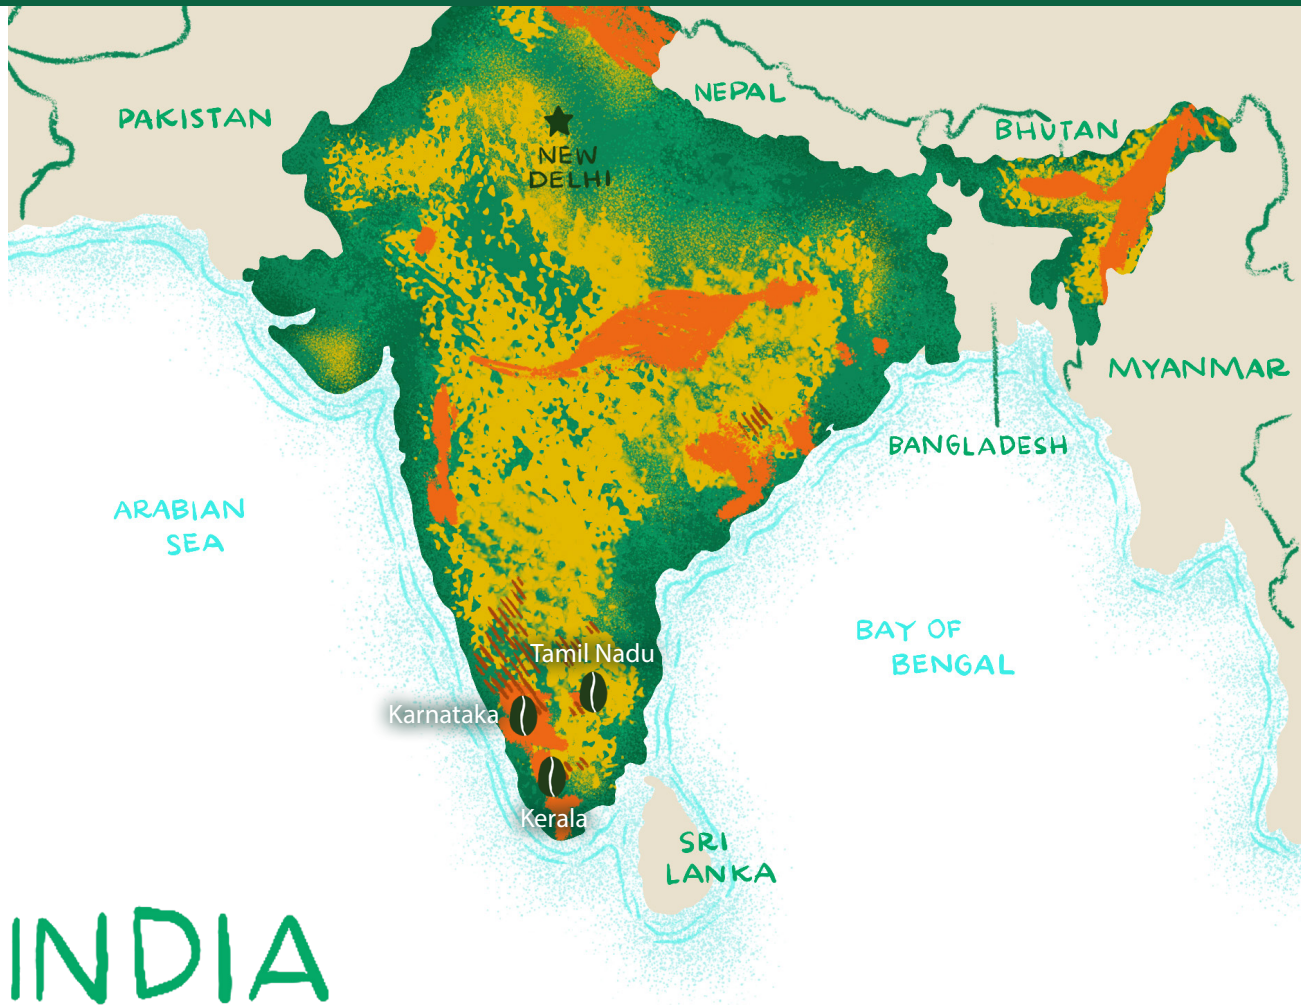 PAKISTAN
NEPAL
BHUTAN
NEW
DELHI
MYANMAR
BANGLADESH
ARABIAN
SEA
BAY OF
BENGAL
Tamil Nadu
Karnataka
Kerala
SRI
LANKA
INDIA